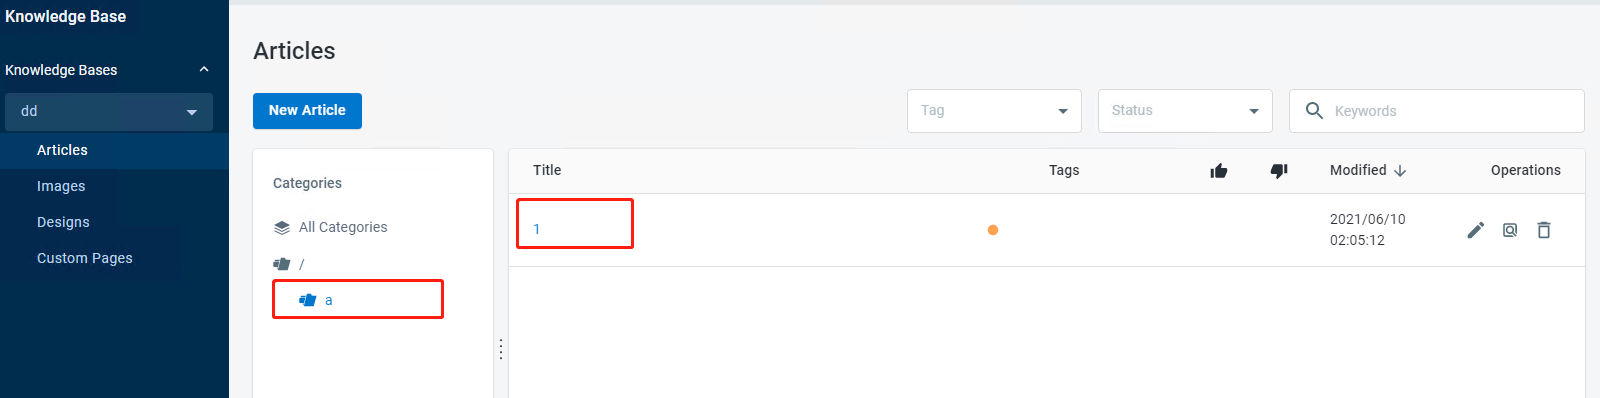 Knowledge Base
Knowledge Bases
dd
Articles
Images
Designs
Custom Pages
Articles
New Article
Tag
Status
Keywords
Categories
All Categories
/
a
Title Tags Modified Operations
1 2021/06/10
02:05:12